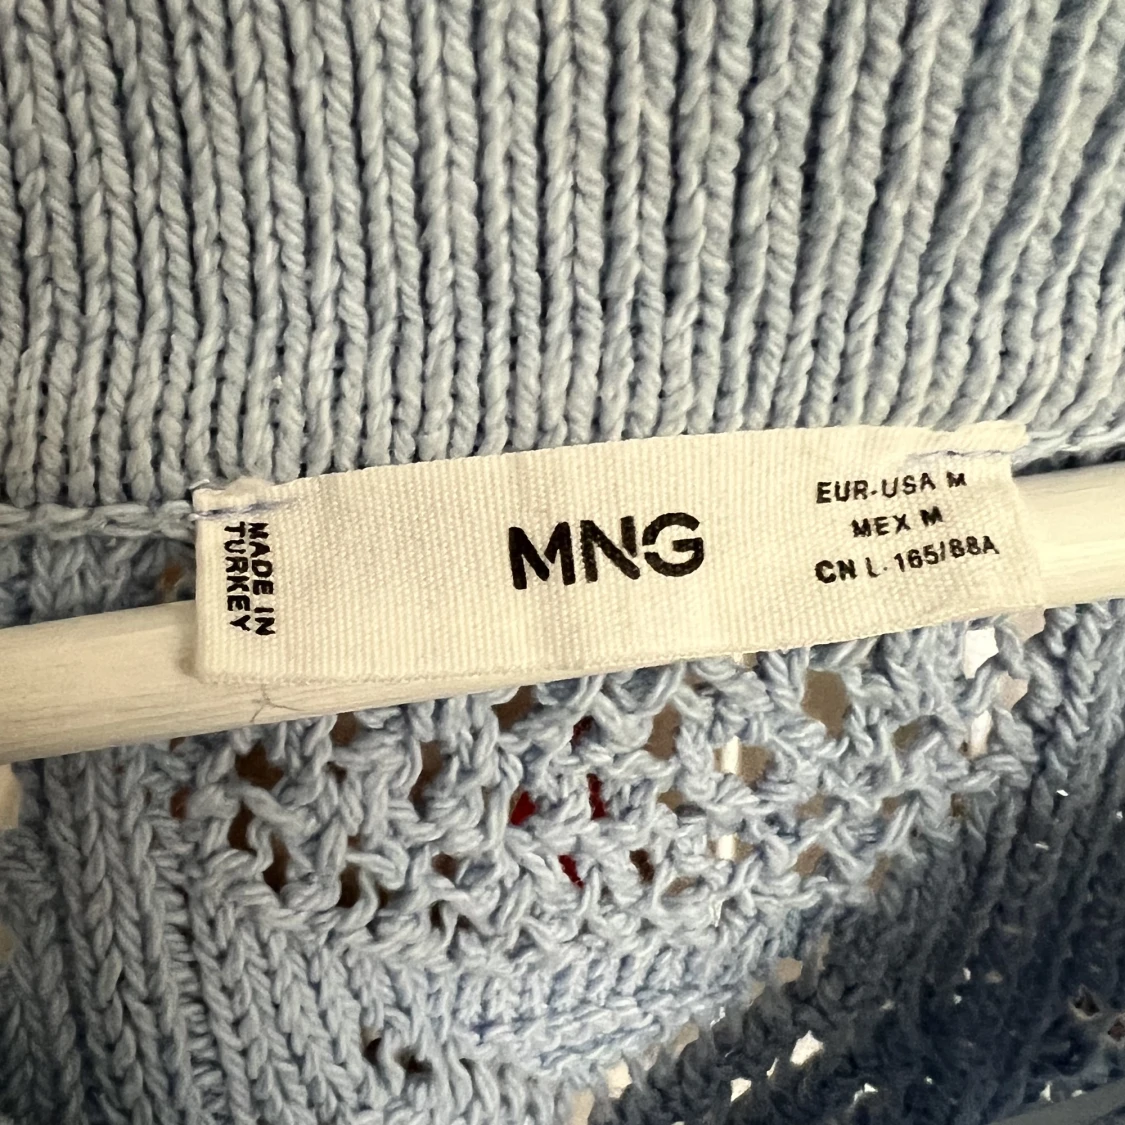 MADE IN
TURKEY
MNG
EUR-USA M
MEX M
CN L-165/88A